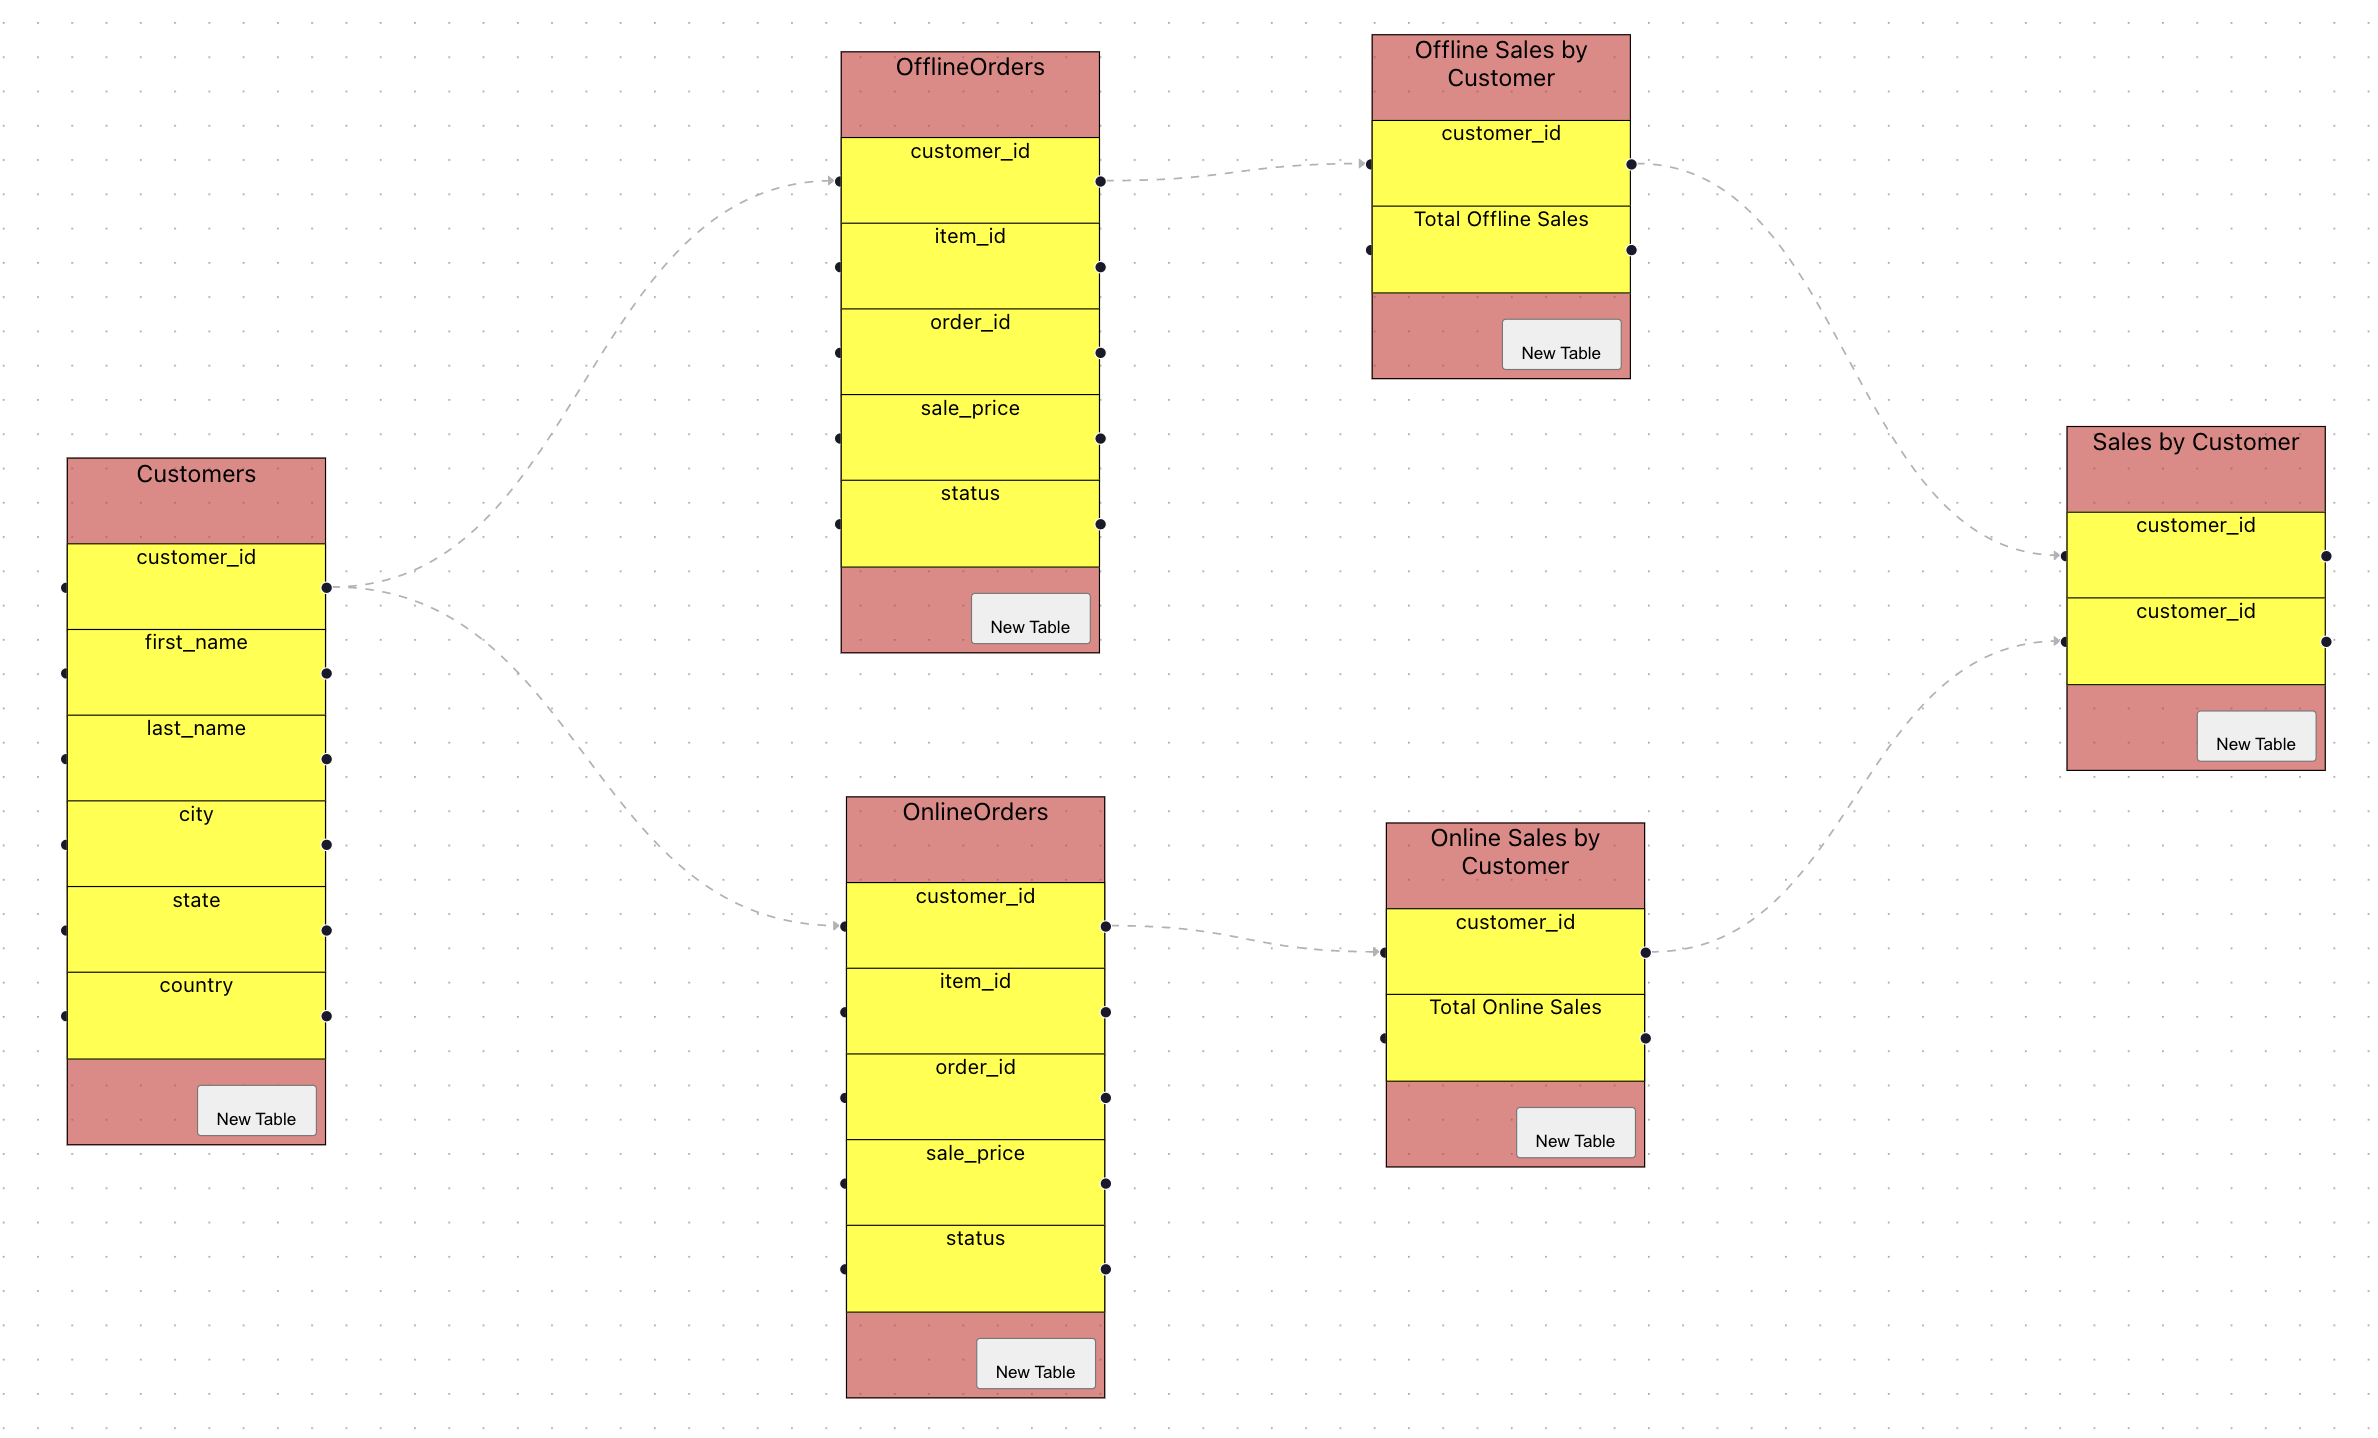 Customers
customer_id
first_name
last_name
city
state
country
New Table
OfflineOrders
customer_id
item_id
order_id
sale_price
status
New Table
OnlineOrders
customer_id
item_id
order_id
sale_price
status
New Table
Offline Sales by
Customer
customer_id
Total Offline Sales
New Table
Online Sales by
Customer
customer_id
Total Online Sales
New Table
Sales by Customer
customer_id
customer_id
New Table